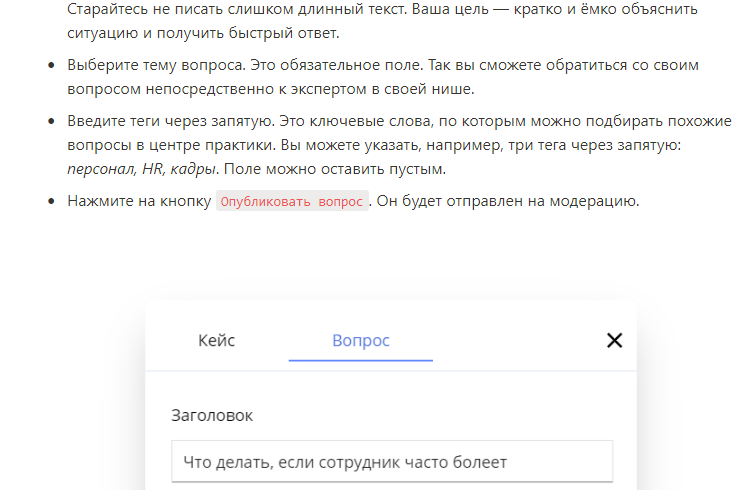 Старайтесь не писать слишком длинный текст. Ваша цель — кратко и ёмко объяснить
ситуацию и получить быстрый ответ.
Выберите тему вопроса. Это обязательное поле. Так вы сможете обратиться со своим
вопросом непосредственно к экспертом в своей нише.
Введите теги через запятую. Это ключевые слова, по которым можно подбирать похожие
вопросы в центре практики. Вы можете указать, например, три тега через запятую:
персонал, HR, кадры. Поле можно оставить пустым.
Нажмите на кнопку Опубликовать вопрос. Он будет отправлен на модерацию.
Кейс Вопрос
Заголовок
Что делать, если сотрудник часто болеет